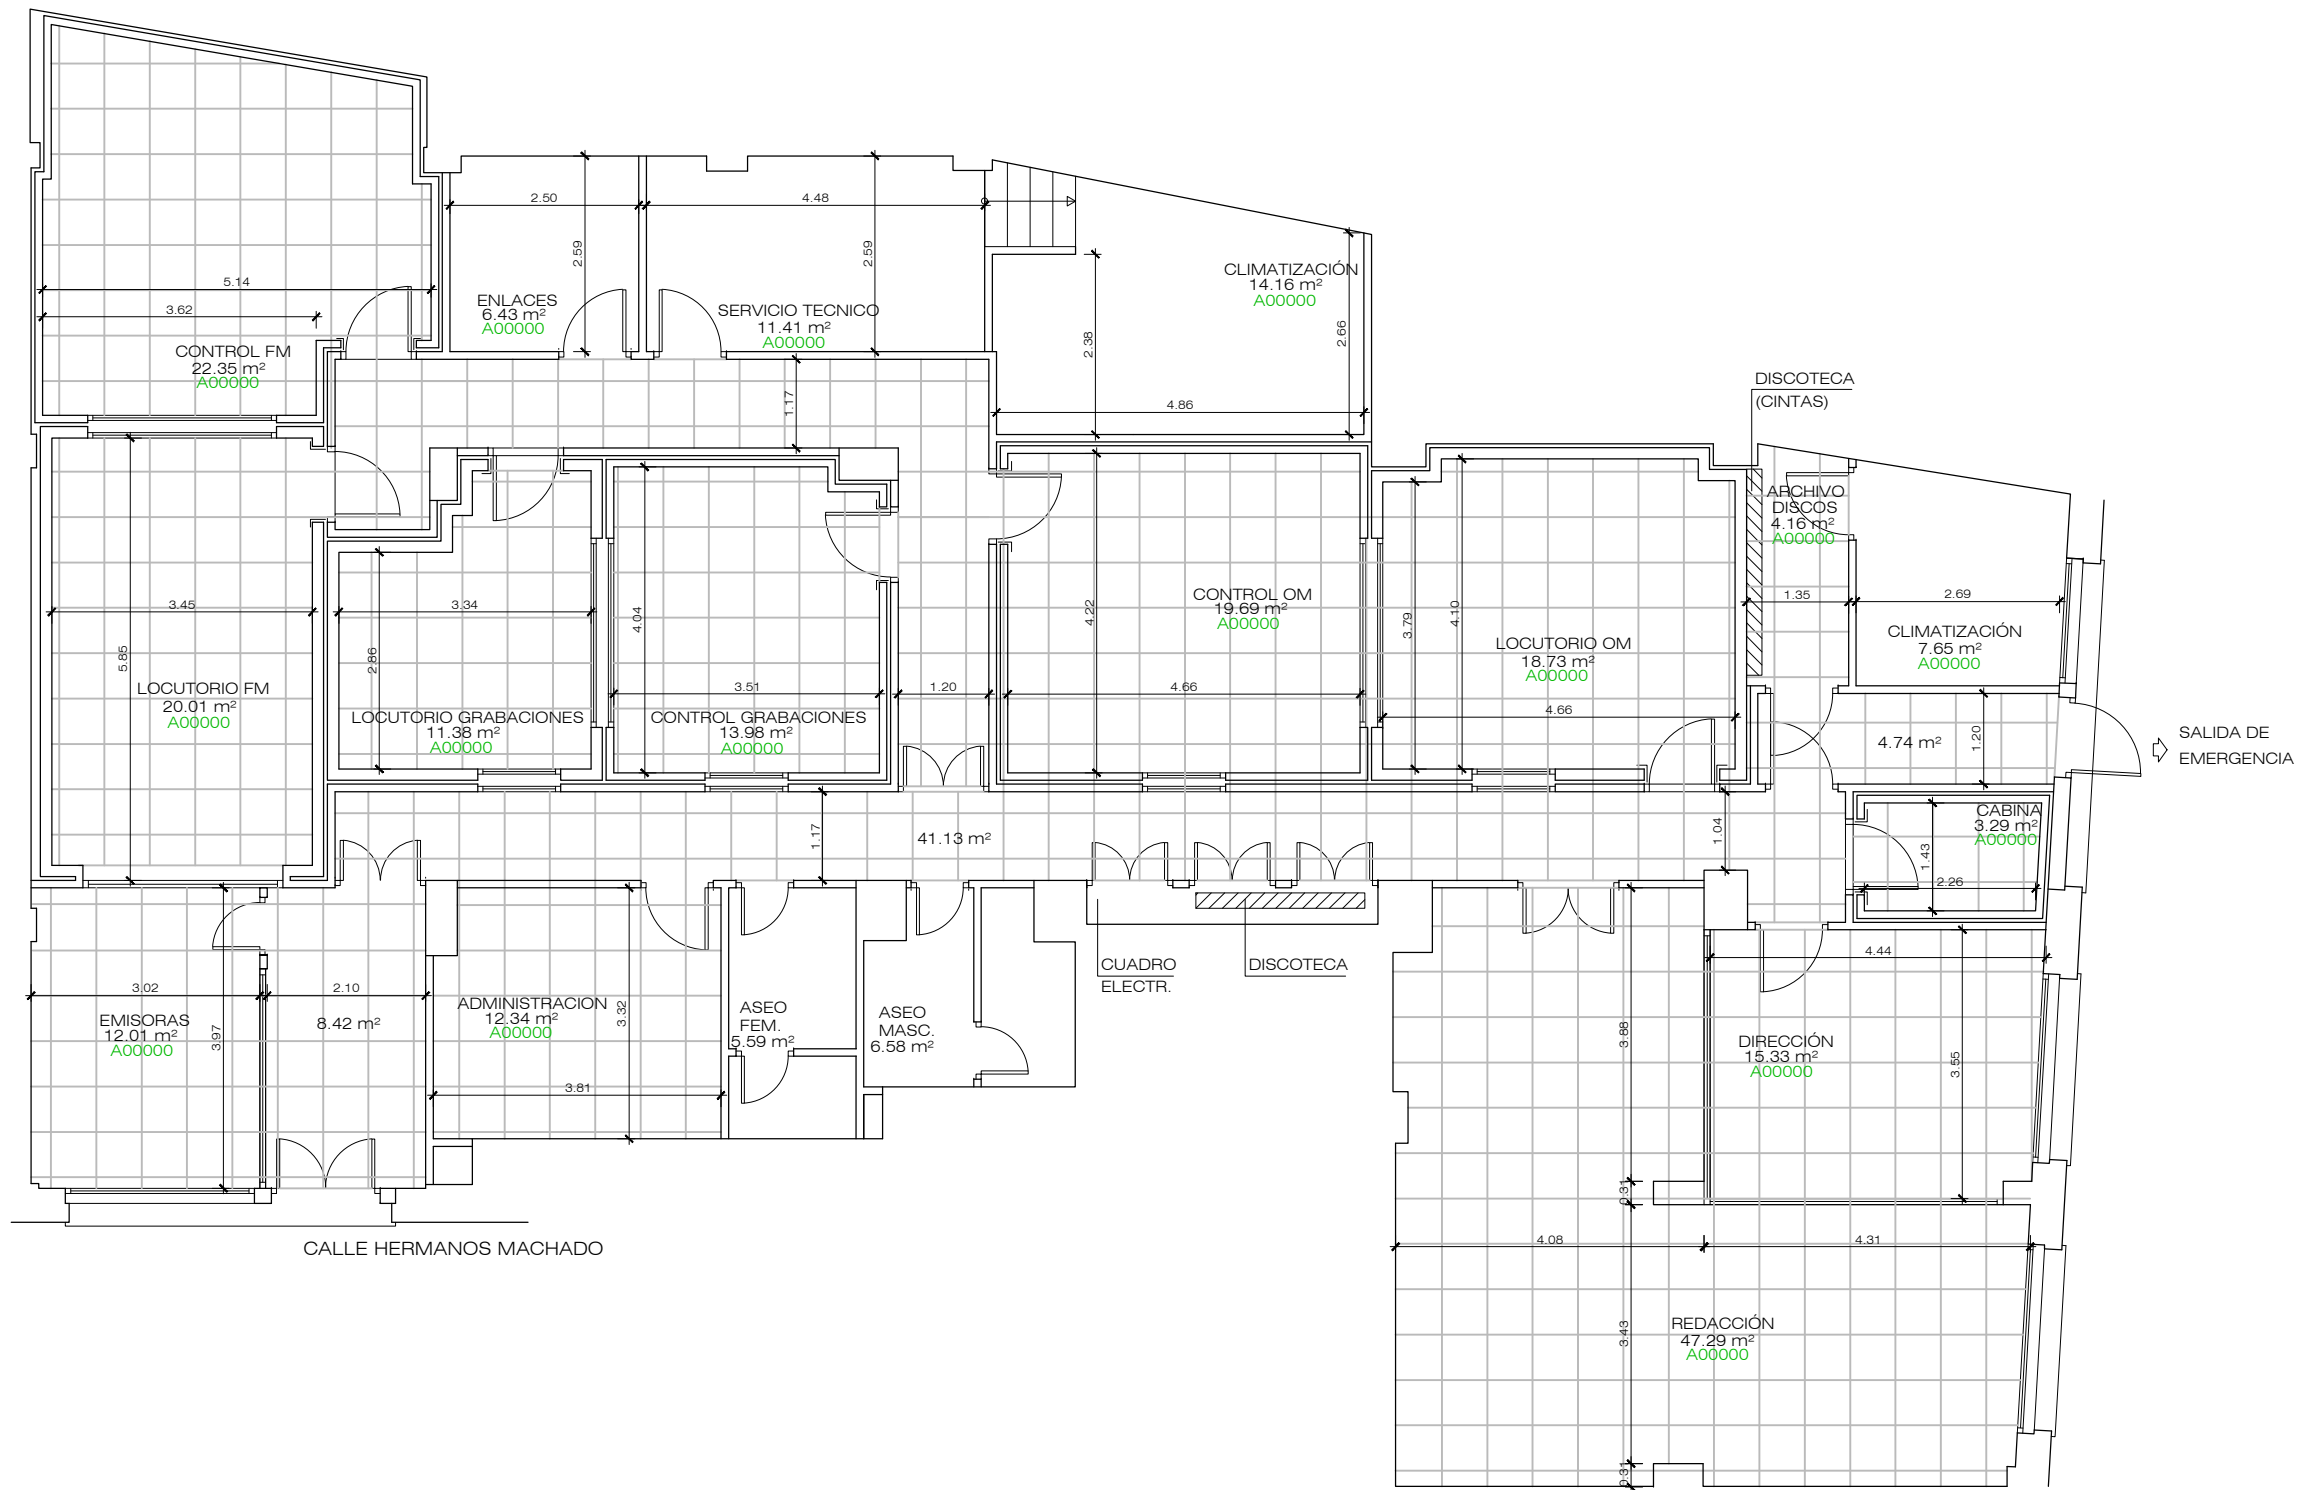 2.50
4.48
2.59
2.59
5.14
3.62
CONTROL FM
22.35 m²
A00000
ENLACES
6.43 m²
A00000
SERVICIO TECNICO
11.41 m²
A00000
CLIMATIZACIÓN
14.16 m²
A00000
2.38
2.66
4.86
1.17
DISCOTECA
(CINTAS)
ARCHIVO
DISCOS
4.16 m²
A00000
3.45
5.85
LOCUTORIO FM
20.01 m²
A00000
3.34
2.86
LOCUTORIO GRABACIONES
11.38 m²
A00000
4.04
3.51
CONTROL GRABACIONES
13.98 m²
A00000
1.20
4.22
CONTROL OM
19.69 m²
A00000
4.66
3.79
4.10
LOCUTORIO OM
18.73 m²
A00000
4.66
1.35
2.69
CLIMATIZACIÓN
7.65 m²
A00000
4.74 m²
1.20
SALIDA DE
EMERGENCIA
1.17
41.13 m²
1.04
CABINA
3.29 m²
A00000
1.43
2.26
3.02
EMISORAS
12.01 m²
A00000
3.97
2.10
8.42 m²
ADMINISTRACION
12.34 m²
A00000
3.32
3.81
ASEO
FEM.
5.59 m²
ASEO
MASC.
6.58 m²
CUADRO
ELECTR.
DISCOTECA
3.88
4.44
DIRECCIÓN
15.33 m²
A00000
3.55
0.31
4.08
4.31
3.43
REDACCIÓN
47.29 m²
A00000
0.31
CALLE HERMANOS MACHADO